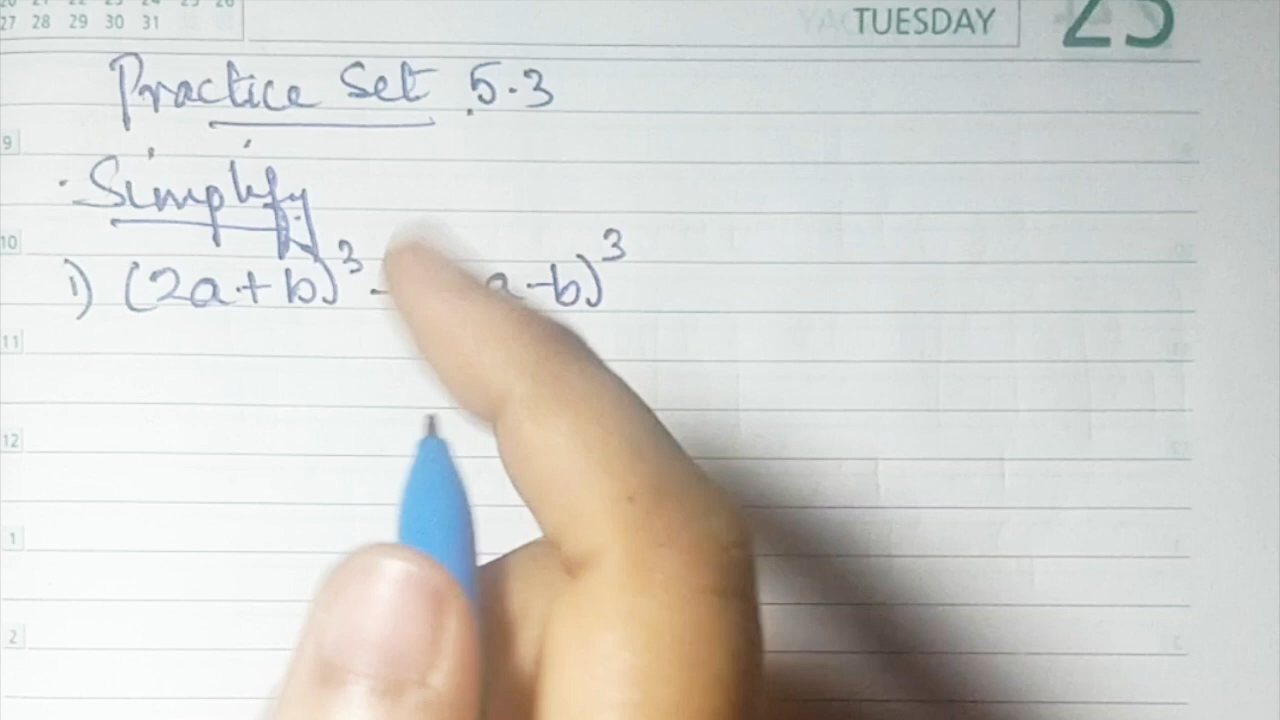 27 28 29 30 31
TUESDAY
23
Practice Set 5.3
9
Simplify
10
1) (2a+b)³ - a-b)³
11
12
1
2